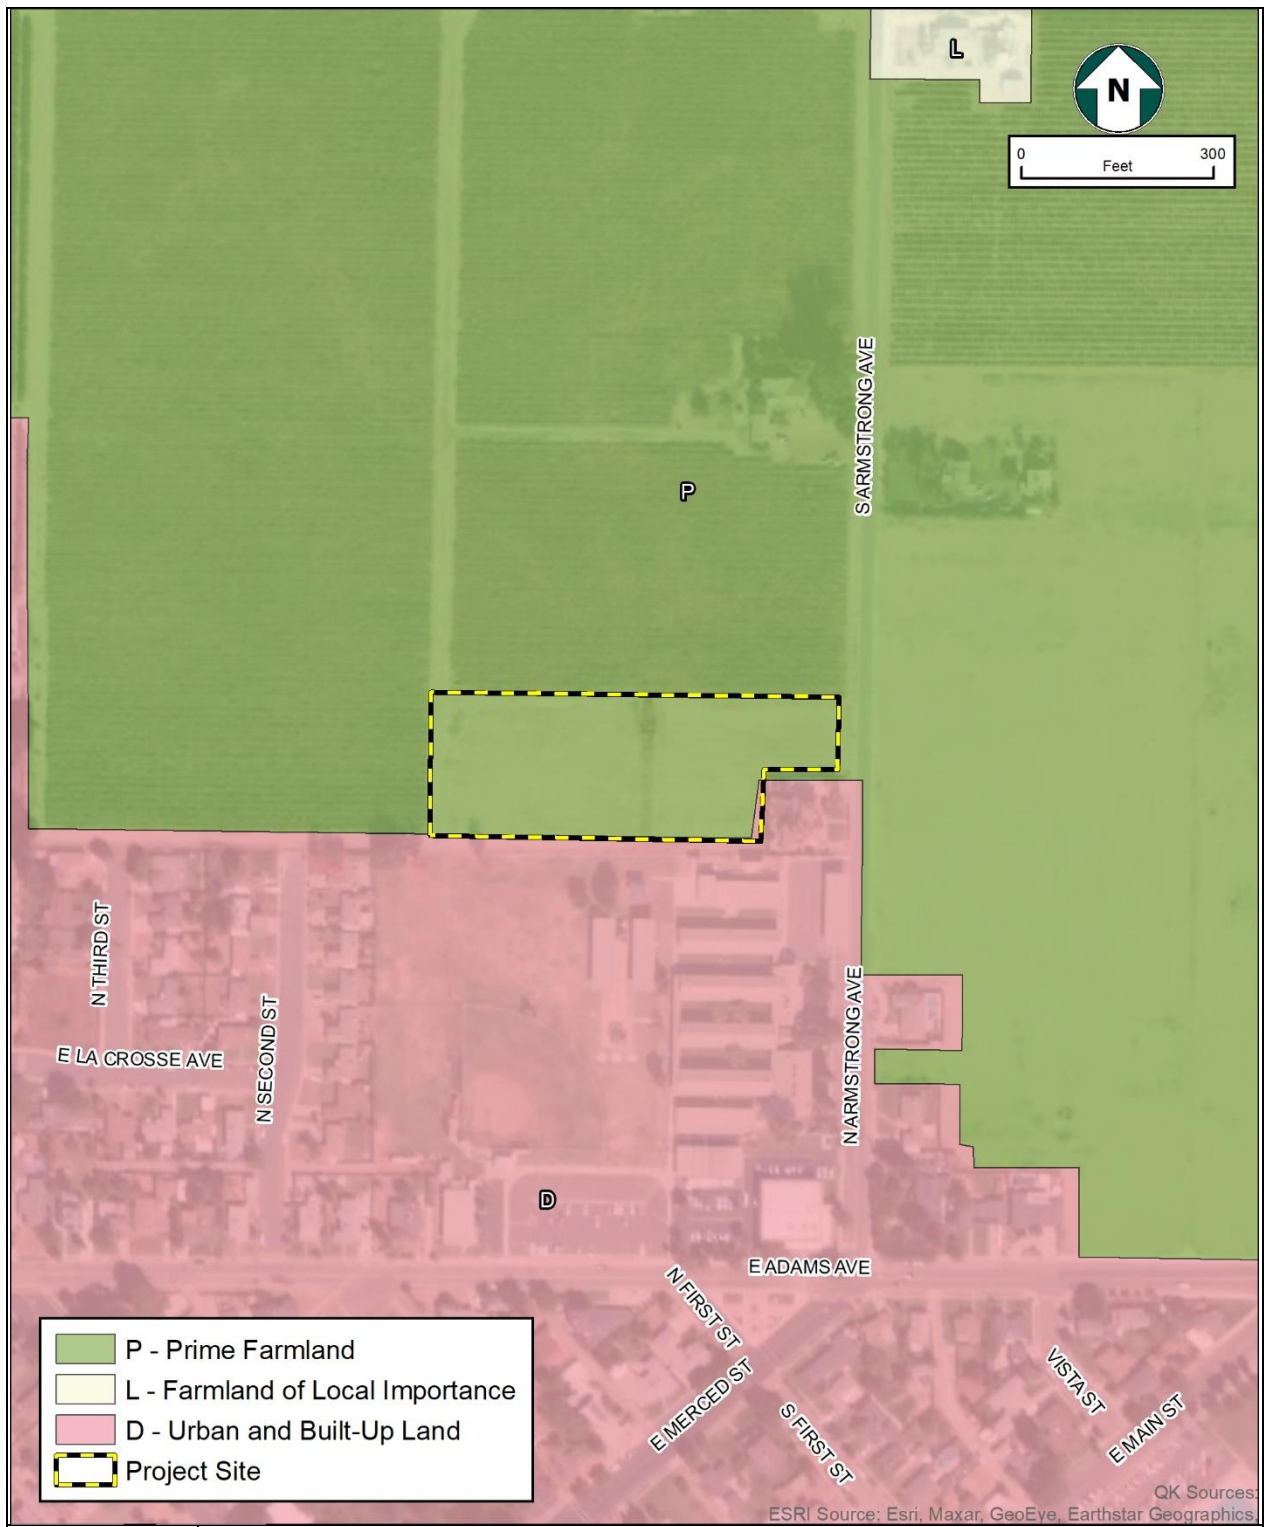 L
N
0 300
Feet
S ARMSTRONG AVE
P
N THIRD ST
N ARMSTRONG AVE
N SECOND ST
E LA CROSSE AVE
D
E ADAMS AVE
N FIRST ST
VISTA ST
E MERCED ST
S FIRST ST
E MAIN ST
P - Prime Farmland
L - Farmland of Local Importance
D - Urban and Built-Up Land
Project Site
QK Sources:
ESRI Source: Esri, Maxar, GeoEye, Earthstar Geographics,